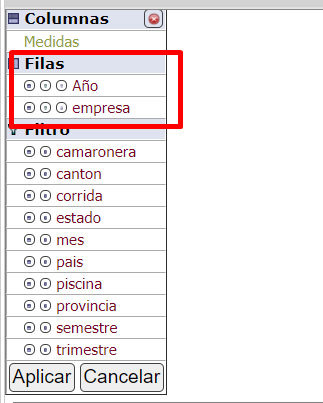 Columnas
Medidas
Filas
Año
empresa
Filtro
camaronera
canton
corrida
estado
mes
pais
piscina
provincia
semestre
trimestre
Aplicar Cancelar